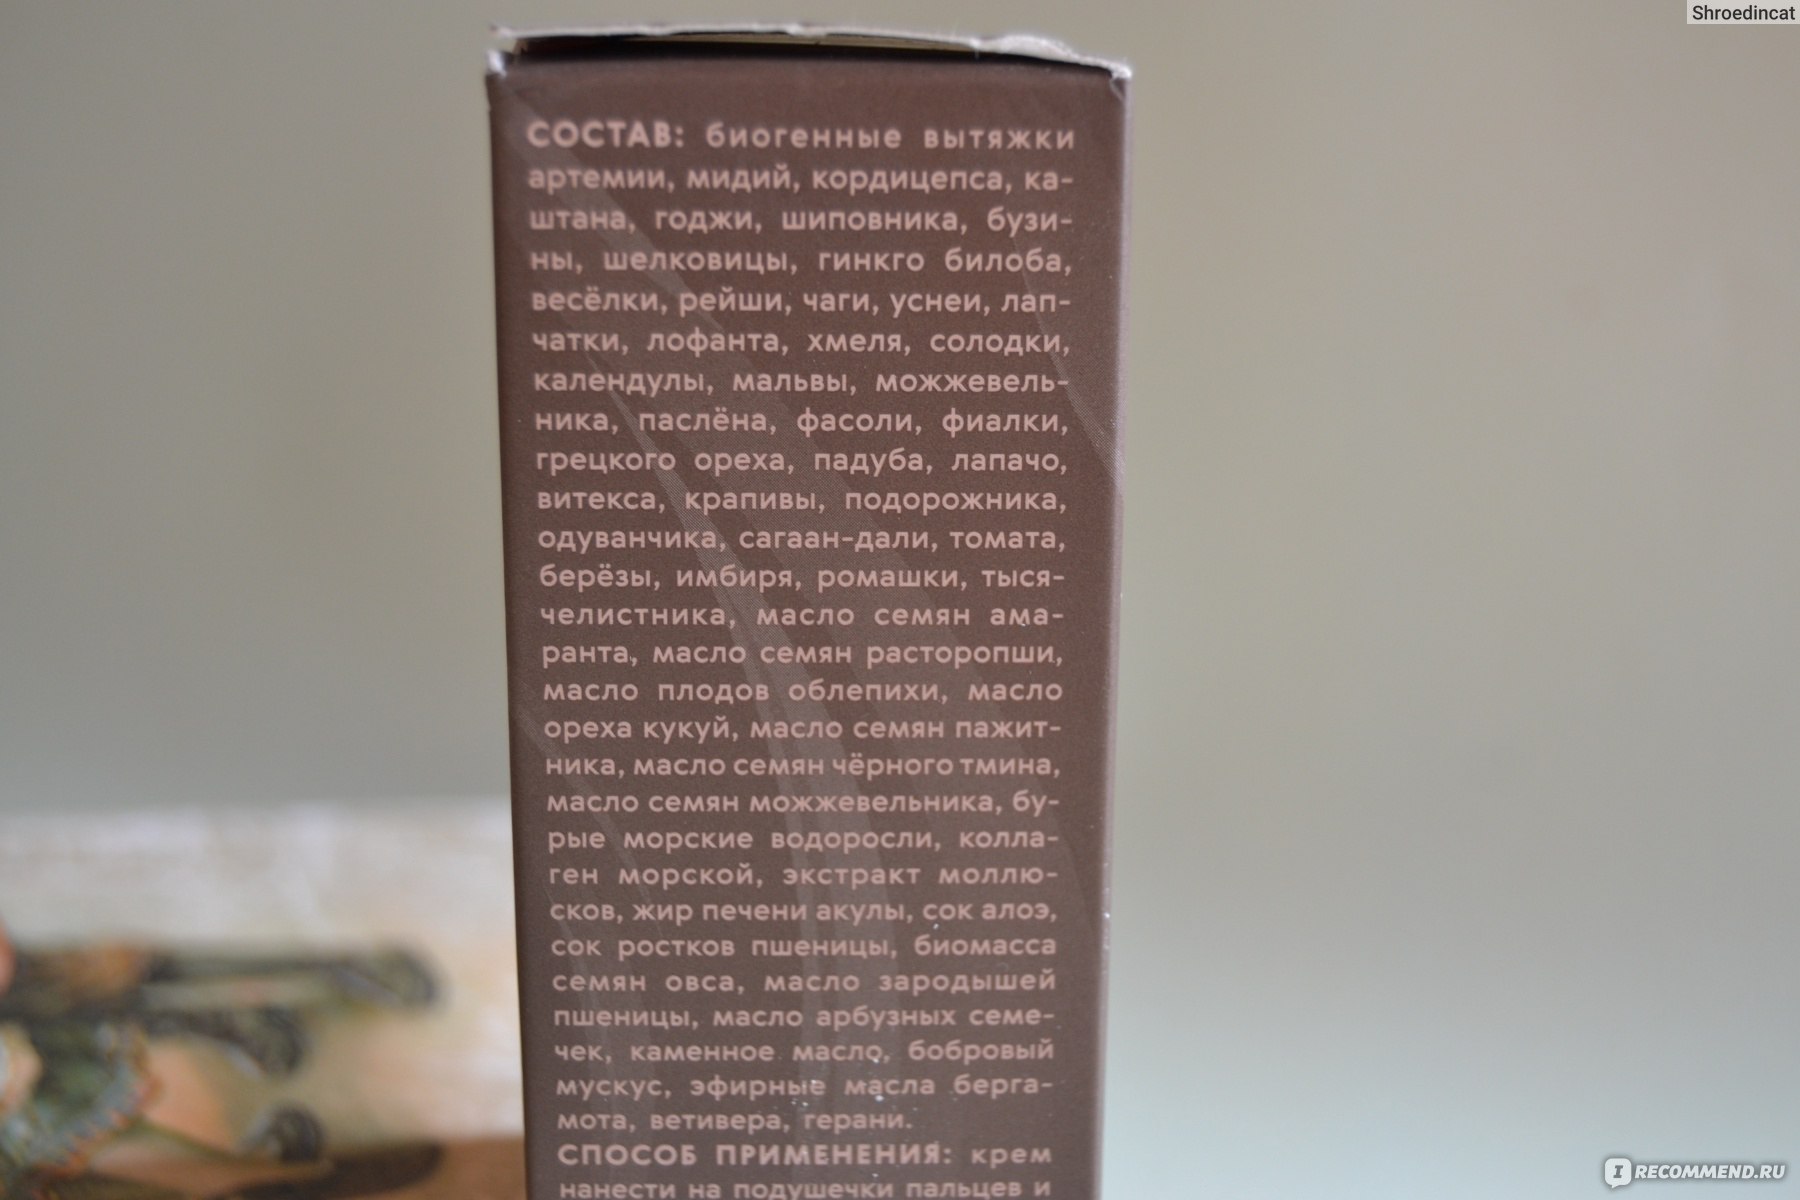 Shroedincat
СОСТАВ: биогенные вытяжки
артемии, мидий, кордицепса, ка-
штана, годжи, шиповника, бузи-
ны, шелковицы, гинкго билоба,
весёлки, рейши, чаги, уснеи, лап-
чатки, лофанта, хмеля, солодки,
календулы, мальвы, можжевель-
ника, паслёна, фасоли, фиалки,
грецкого ореха, падуба, лапачо,
витекса, крапивы, подорожника,
одуванчика, сагаан-дали, томата,
берёзы, имбиря, ромашки, тыся-
челистника, масло семян ама-
ранта, масло семян расторопши,
масло плодов облепихи, масло
ореха кукуй, масло семян пажит-
ника, масло семян чёрного тмина,
масло семян можжевельника, бу-
рые морские водоросли, колла-
ген морской, экстракт моллю-
сков, жир печени акулы, сок алоэ,
сок ростков пшеницы, биомасса
семян овса, масло зародышей
пшеницы, масло арбузных семе-
чек, каменное масло, бобровый
мускус, эфирные масла берга-
мота, ветивера, герани.
СПОСОБ ПРИМЕНЕНИЯ: крем
нанести на подушечки пальцев и
I RECOMMEND.RU